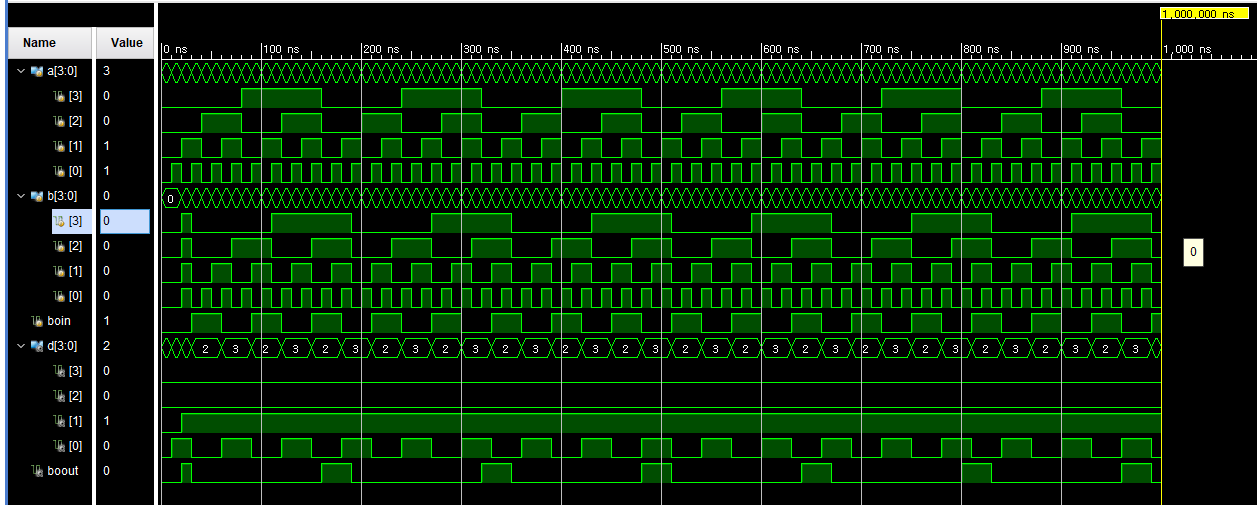 1,000,000 ns
Name Value
0 ns 100 ns 200 ns 300 ns 400 ns 500 ns 600 ns 700 ns 800 ns 900 ns 1,000 ns
a[3:0] 3
[3] 0
[2] 0
[1] 1
[0] 1
b[3:0] 0 0
[3] 0
[2] 0 0
[1] 0
[0] 0
boin 1
d[3:0] 2 2 3 2 3 2 3 2 3 2 3 2 3 2 3 2 3 2 3 2 3 2 3 2 3 2 3 2 3 2 3 2 3
[3] 0
[2] 0
[1] 1
[0] 0
boout 0